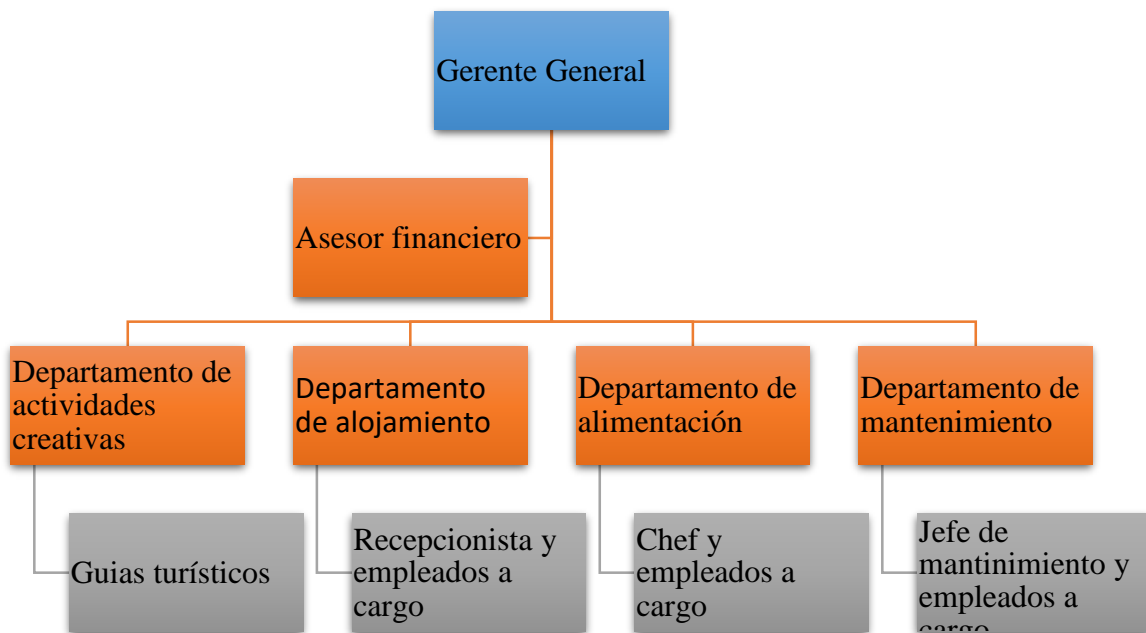 Gerente General
Asesor financiero
Departamento de
actividades
creativas
Departamento
de alojamiento
Departamento de
alimentación
Departamento de
mantenimiento
Guias turísticos
Recepcionista y
empleados a
cargo
Chef y
empleados a
cargo
Jefe de
mantinimiento y
empleados a
cargo